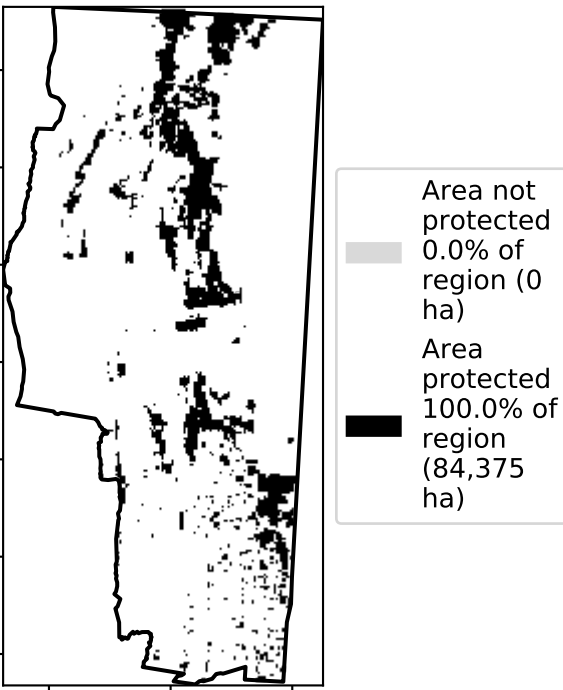 Area not
protected
0.0% of
region (0
ha)
Area
protected
100.0% of
region
(84,375
ha)